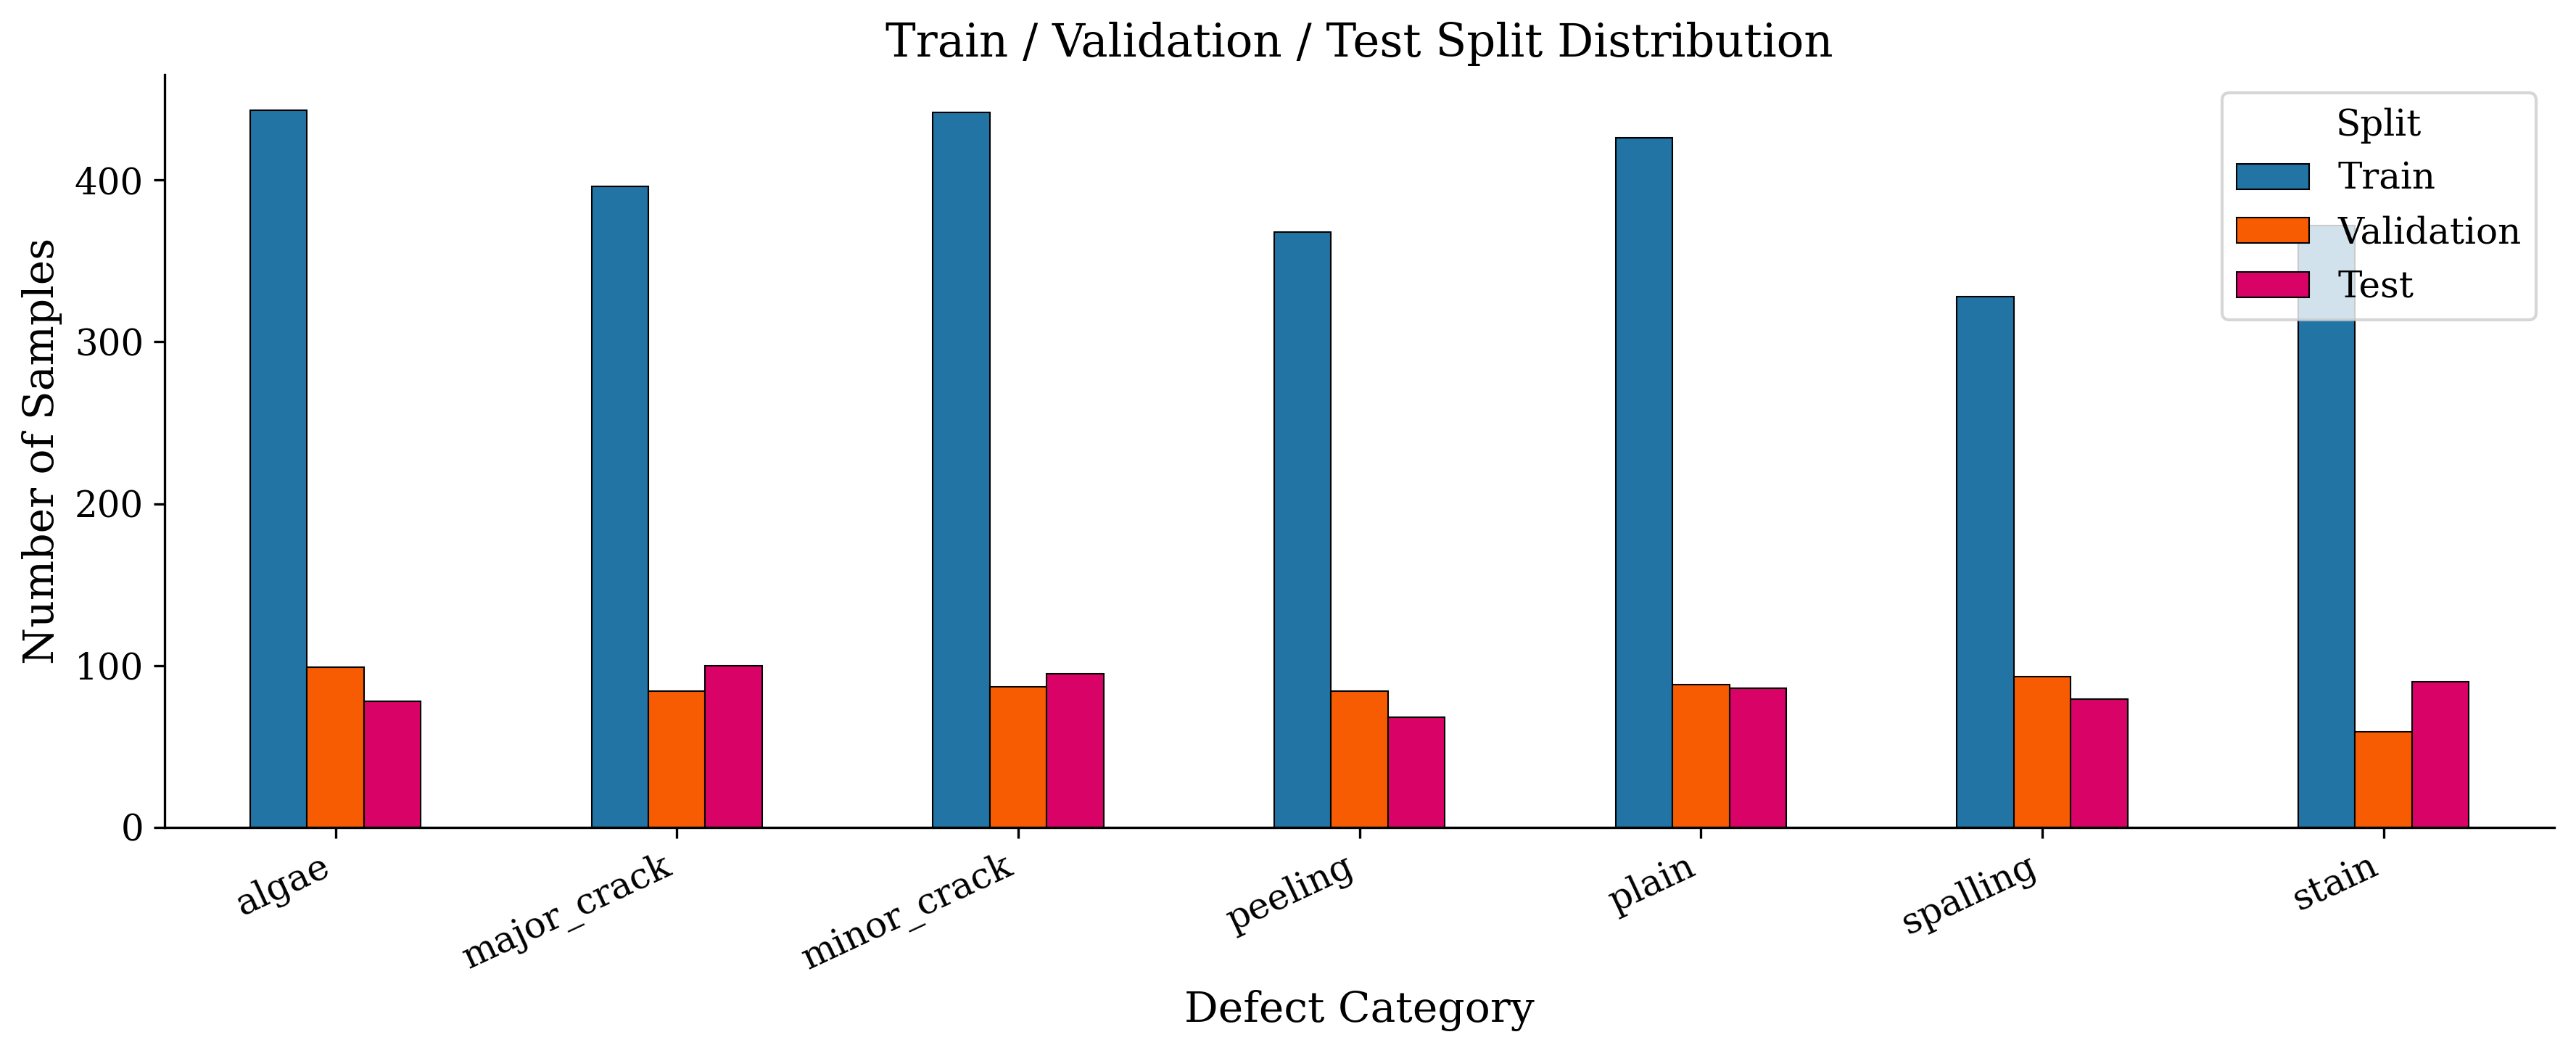 Train / Validation / Test Split Distribution
Number of Samples
400
300
200
100
0
Split
Train
Validation
Test
algae
major_crack
minor_crack
peeling
plain
spalling
stain
Defect Category